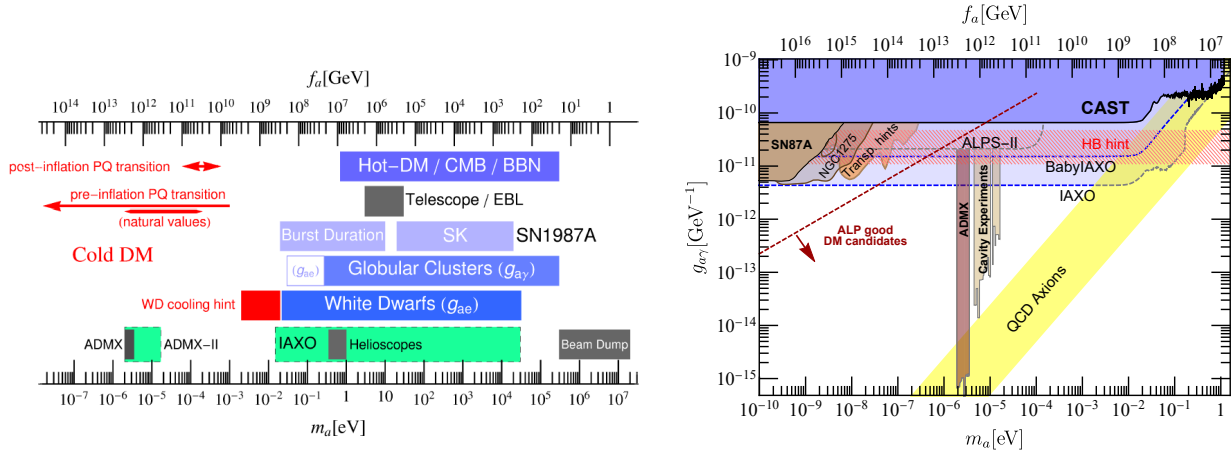 f_a[GeV]
10^14 10^13 10^12 10^11 10^10 10^9 10^8 10^7 10^6 10^5 10^4 10^3 10^2 10^1 1
post-inflation PQ transition
Hot-DM / CMB / BBN
pre-inflation PQ transition
Telescope / EBL
(natural values)
Burst Duration SK SN1987A
Cold DM
(g_ae) Globular Clusters (g_aγ)
WD cooling hint White Dwarfs (g_ae)
ADMX ADMX-II IAXO Helioscopes Beam Dump
10^-7 10^-6 10^-5 10^-4 10^-3 10^-2 10^-1 1 10 10^2 10^3 10^4 10^5 10^6 10^7
m_a[eV]
f_a[GeV]
10^16 10^15 10^14 10^13 10^12 10^11 10^10 10^9 10^8 10^7
10^-9
10^-10
10^-11
10^-12
10^-13
10^-14
10^-15
g_aγ[GeV^-1]
CAST
SN87A
NGC1275
Transp. hints
ALPS-II
HB hint
BabyIAXO
IAXO
ADMX
Cavity Experiments
ALP good
DM candidates
QCD Axions
10^-10 10^-9 10^-8 10^-7 10^-6 10^-5 10^-4 10^-3 10^-2 10^-1 1
m_a[eV]